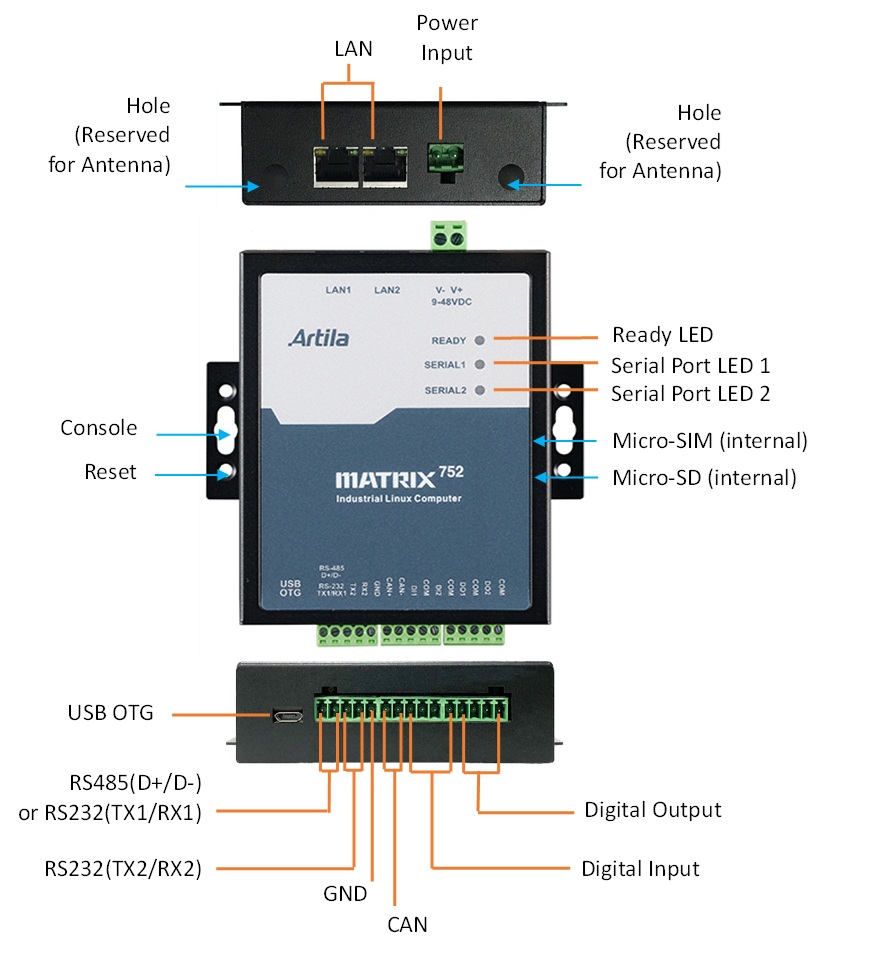 Power
Input
LAN
Hole
(Reserved
for Antenna)
Hole
(Reserved
for Antenna)
LAN1 LAN2 V- V+
9-48VDC
Artila
READY
SERIAL1
SERIAL2
Ready LED
Serial Port LED 1
Serial Port LED 2
Console
Reset
Micro-SIM (internal)
Micro-SD (internal)
MATRIX 752
Industrial Linux Computer
USB
OTG
RS-485
D+/D-
RS-232
TX1/RX1
TX2
RX2
GND
CAN+
CAN-
DI1
COM
DI2
COM
DO1
COM
DO2
COM
USB OTG
RS485(D+/D-)
or RS232(TX1/RX1)
RS232(TX2/RX2)
GND
CAN
Digital Output
Digital Input